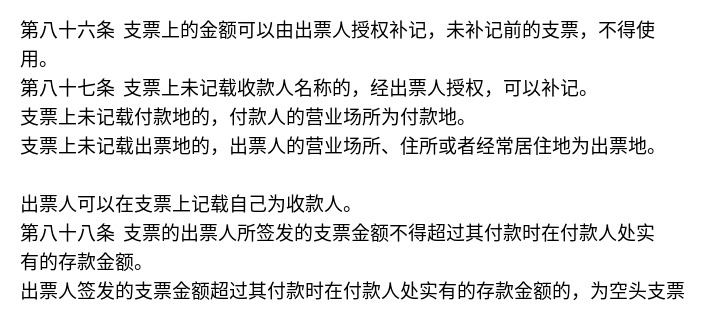 第八十六条 支票上的金额可以由出票人授权补记，未补记前的支票，不得使
用。
第八十七条 支票上未记载收款人名称的，经出票人授权，可以补记。
支票上未记载付款地的，付款人的营业场所为付款地。
支票上未记载出票地的，出票人的营业场所、住所或者经常居住地为出票地。
出票人可以在支票上记载自己为收款人。
第八十八条 支票的出票人所签发的支票金额不得超过其付款时在付款人处实
有的存款金额。
出票人签发的支票金额超过其付款时在付款人处实有的存款金额的，为空头支票